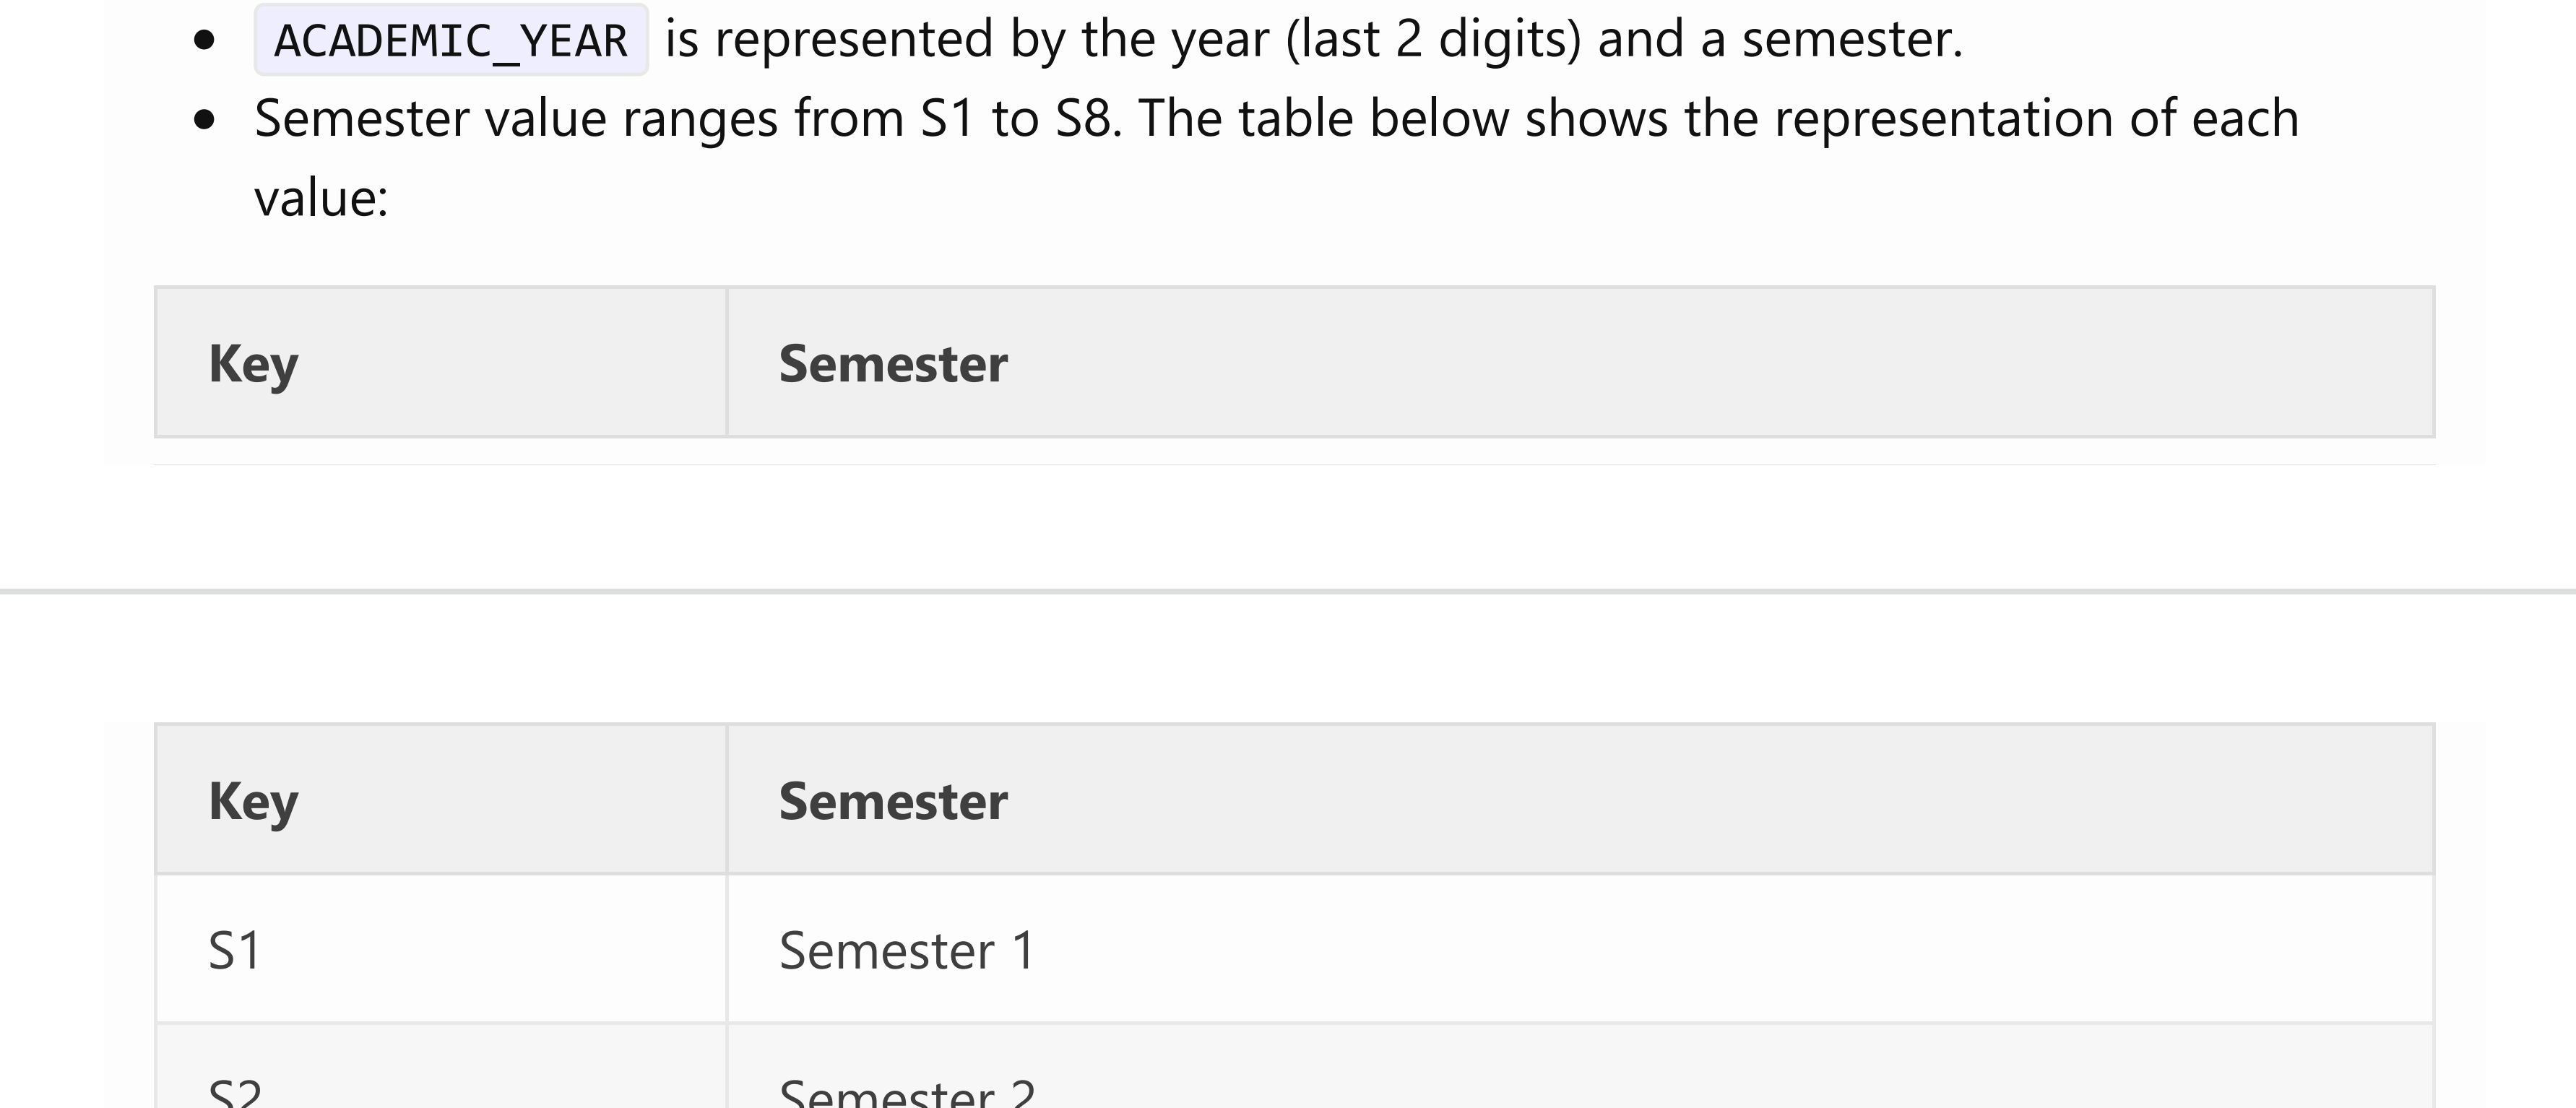 • ACADEMIC_YEAR is represented by the year (last 2 digits) and a semester.
• Semester value ranges from S1 to S8. The table below shows the representation of each
value:
Key Semester
Key Semester
S1 Semester 1
S2 Semester 2